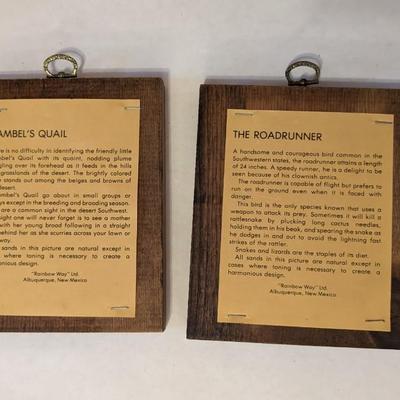 AMBEL'S QUAIL
re is no difficulty in identifying the friendly little
bel's Quail with its quaint, nodding plume
gling over its forehead as it feeds in the hills
grasslands of the desert. The brightly colored
stands out among the beiges and browns of
desert.
mbel's Quail go about in small groups or
ys except in the breeding and brooding season.
are a common sight in the desert Southwest.
ight one will never forget is to see a mother
with her young brood following in a straight
behind her as she scurries across your lawn or
way.
sands in this picture are natural except in
where toning is necessary to create a
onious design.
"Rainbow Way" Ltd.
Albuquerque, New Mexico
THE ROADRUNNER
A handsome and courageous bird common in the
Southwestern states, the roadrunner attains a length
of 24 inches. A speedy runner, he is a delight to be
seen because of his clownish antics.
The roadrunner is capable of flight but prefers to
run on the ground even when it is faced with
danger.
This bird is the only species known that uses a
weapon to attack its prey. Sometimes it will kill a
rattlesnake by plucking long cactus needles,
holding them in his beak, and spearing the snake as
he dodges in and out to avoid the lightning fast
strikes of the rattler.
Snakes and lizards are the staples of its diet.
All sands in this picture are natural except in
cases where toning is necessary to create a
harmonious design.
"Rainbow Way" Ltd.
Albuquerque, New Mexico